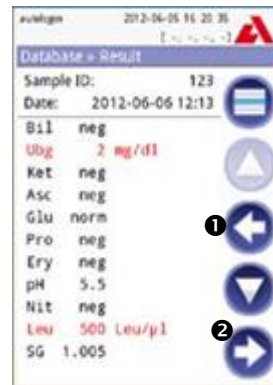 autologin 2012-06-05 16 20 35
Database » Result
Sample ID: 123
Date: 2012-06-06 12:13
Bil neg
Ubg 2 mg/dl
Ket neg
Asc neg
Glu norm
Pro neg
Ery neg
pH 5.5
Nit neg
Leu 500 Leu/µl
SG 1.005
1
2